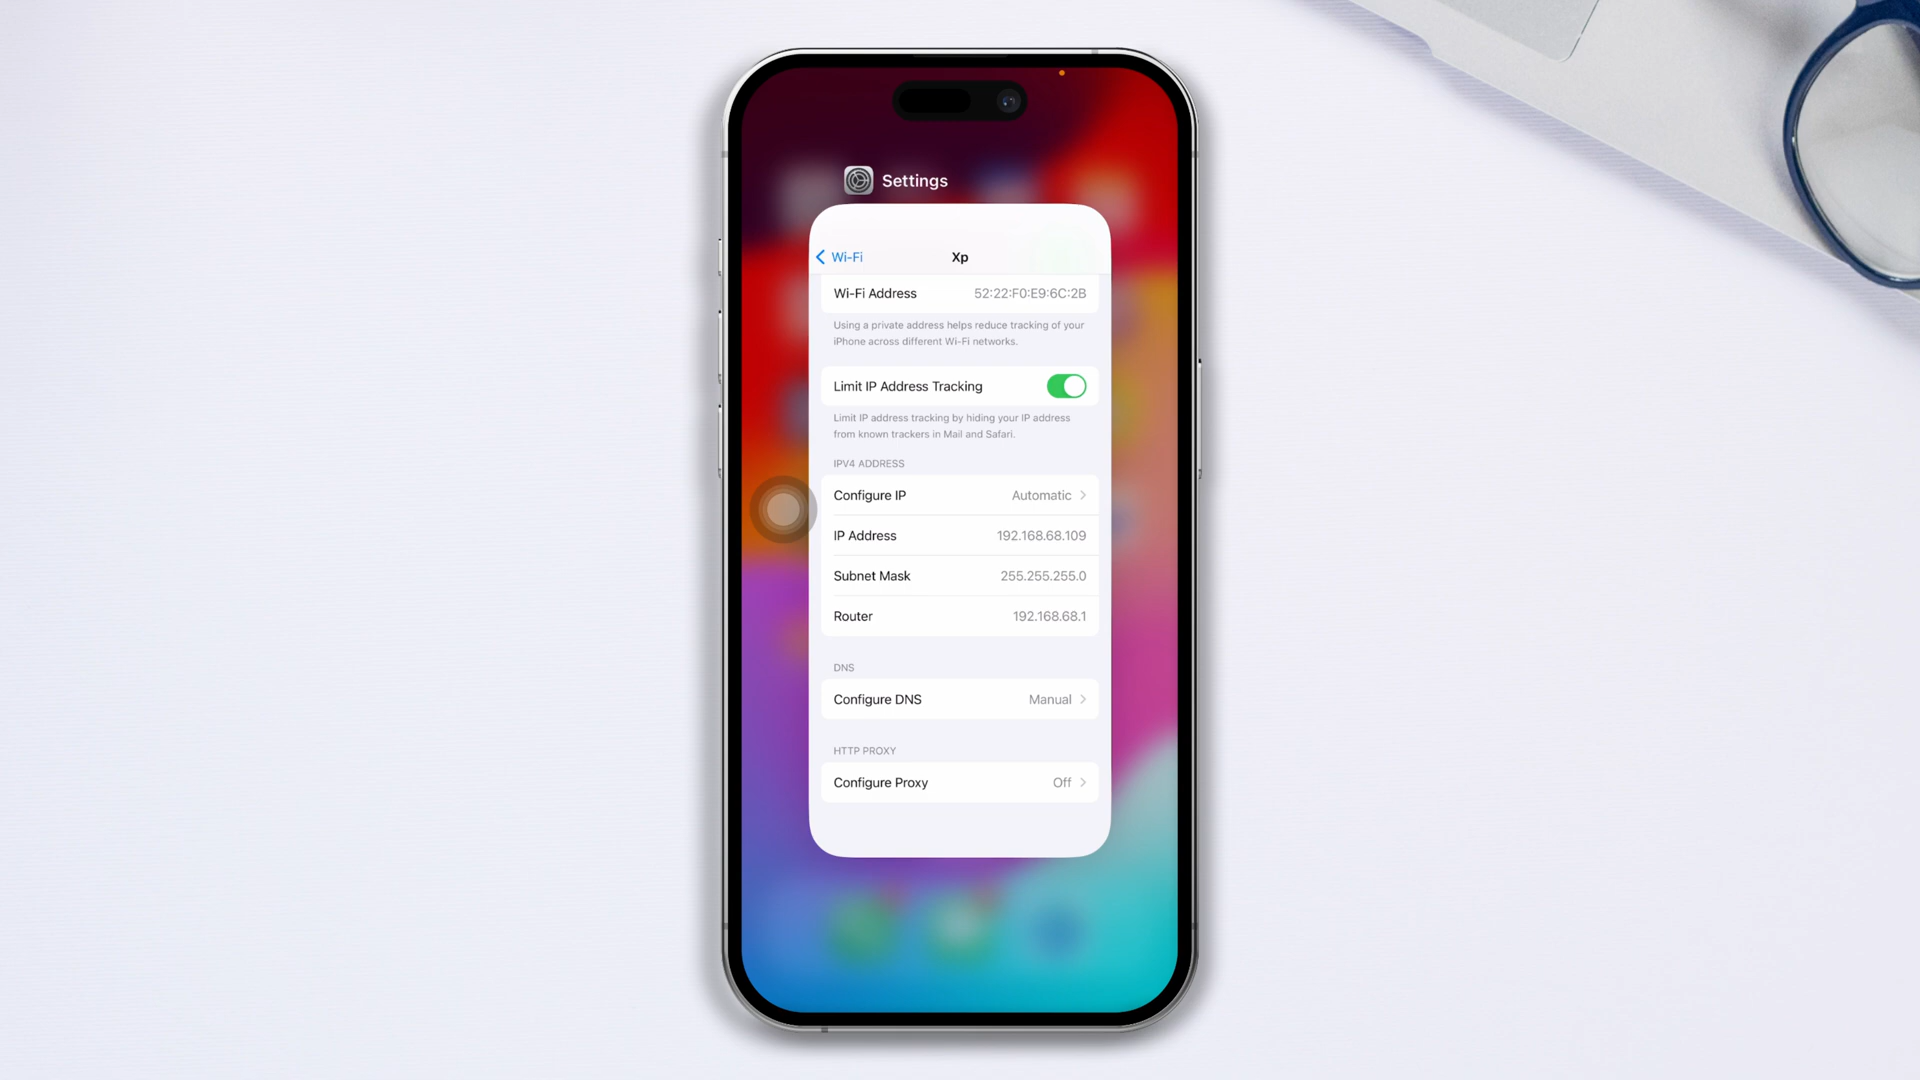 Settings
Wi-Fi
Xp
Wi-Fi Address 52:22:F0:E9:6C:2B
Using a private address helps reduce tracking of your
iPhone across different Wi-Fi networks.
Limit IP Address Tracking
Limit IP address tracking by hiding your IP address
from known trackers in Mail and Safari.
IPV4 ADDRESS
Configure IP Automatic
IP Address 192.168.68.109
Subnet Mask 255.255.255.0
Router 192.168.68.1
DNS
Configure DNS Manual
HTTP PROXY
Configure Proxy Off